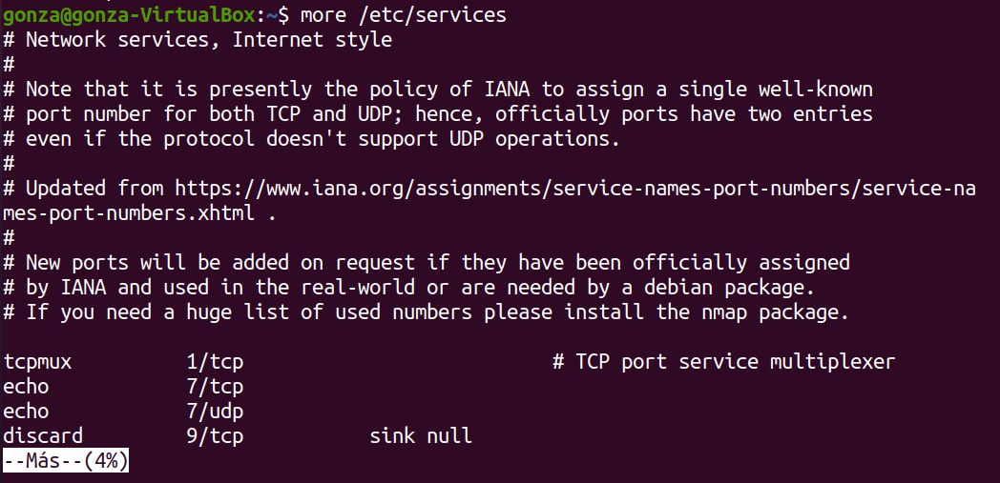 gonza@gonza-VirtualBox:~$ more /etc/services
# Network services, Internet style
#
# Note that it is presently the policy of IANA to assign a single well-known
# port number for both TCP and UDP; hence, officially ports have two entries
# even if the protocol doesn't support UDP operations.
#
# Updated from https://www.iana.org/assignments/service-names-port-numbers/service-na
mes-port-numbers.xhtml .
#
# New ports will be added on request if they have been officially assigned
# by IANA and used in the real-world or are needed by a debian package.
# If you need a huge list of used numbers please install the nmap package.

tcpmux          1/tcp                           # TCP port service multiplexer
echo            7/tcp
echo            7/udp
discard         9/tcp           sink null
--Más--(4%)